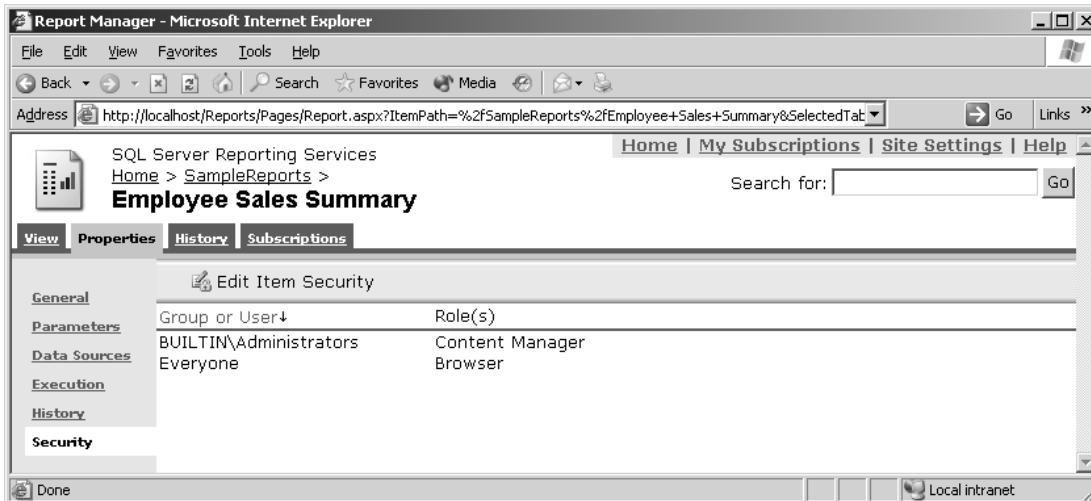 Report Manager - Microsoft Internet Explorer
File Edit View Favorites Tools Help
Back Search Favorites Media
Address http://localhost/Reports/Pages/Report.aspx?ItemPath=%2fSampleReports%2fEmployee+Sales+Summary&SelectedTab Go Links »
Home | My Subscriptions | Site Settings | Help
SQL Server Reporting Services
Home > SampleReports >
Search for: Go
Employee Sales Summary
View Properties History Subscriptions
Edit Item Security
General
Parameters
Data Sources
Execution
History
Security
Group or User↓ Role(s)
BUILTIN\Administrators Content Manager
Everyone Browser
Done Local intranet